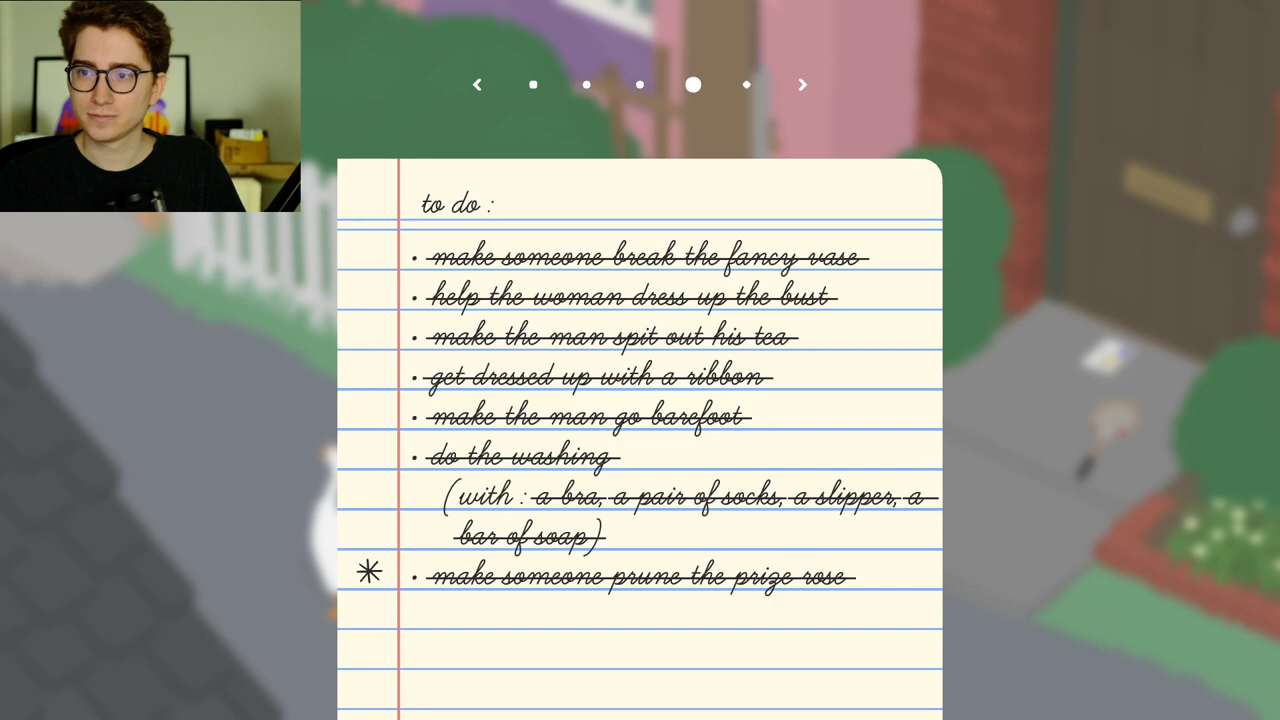 to do :
• make someone break the fancy vase
• help the woman dress up the bust
• make the man spit out his tea
• get dressed up with a ribbon
• make the man go barefoot
• do the washing
(with : a bra, a pair of socks, a slipper, a
bar of soap)
• make someone prune the prize rose